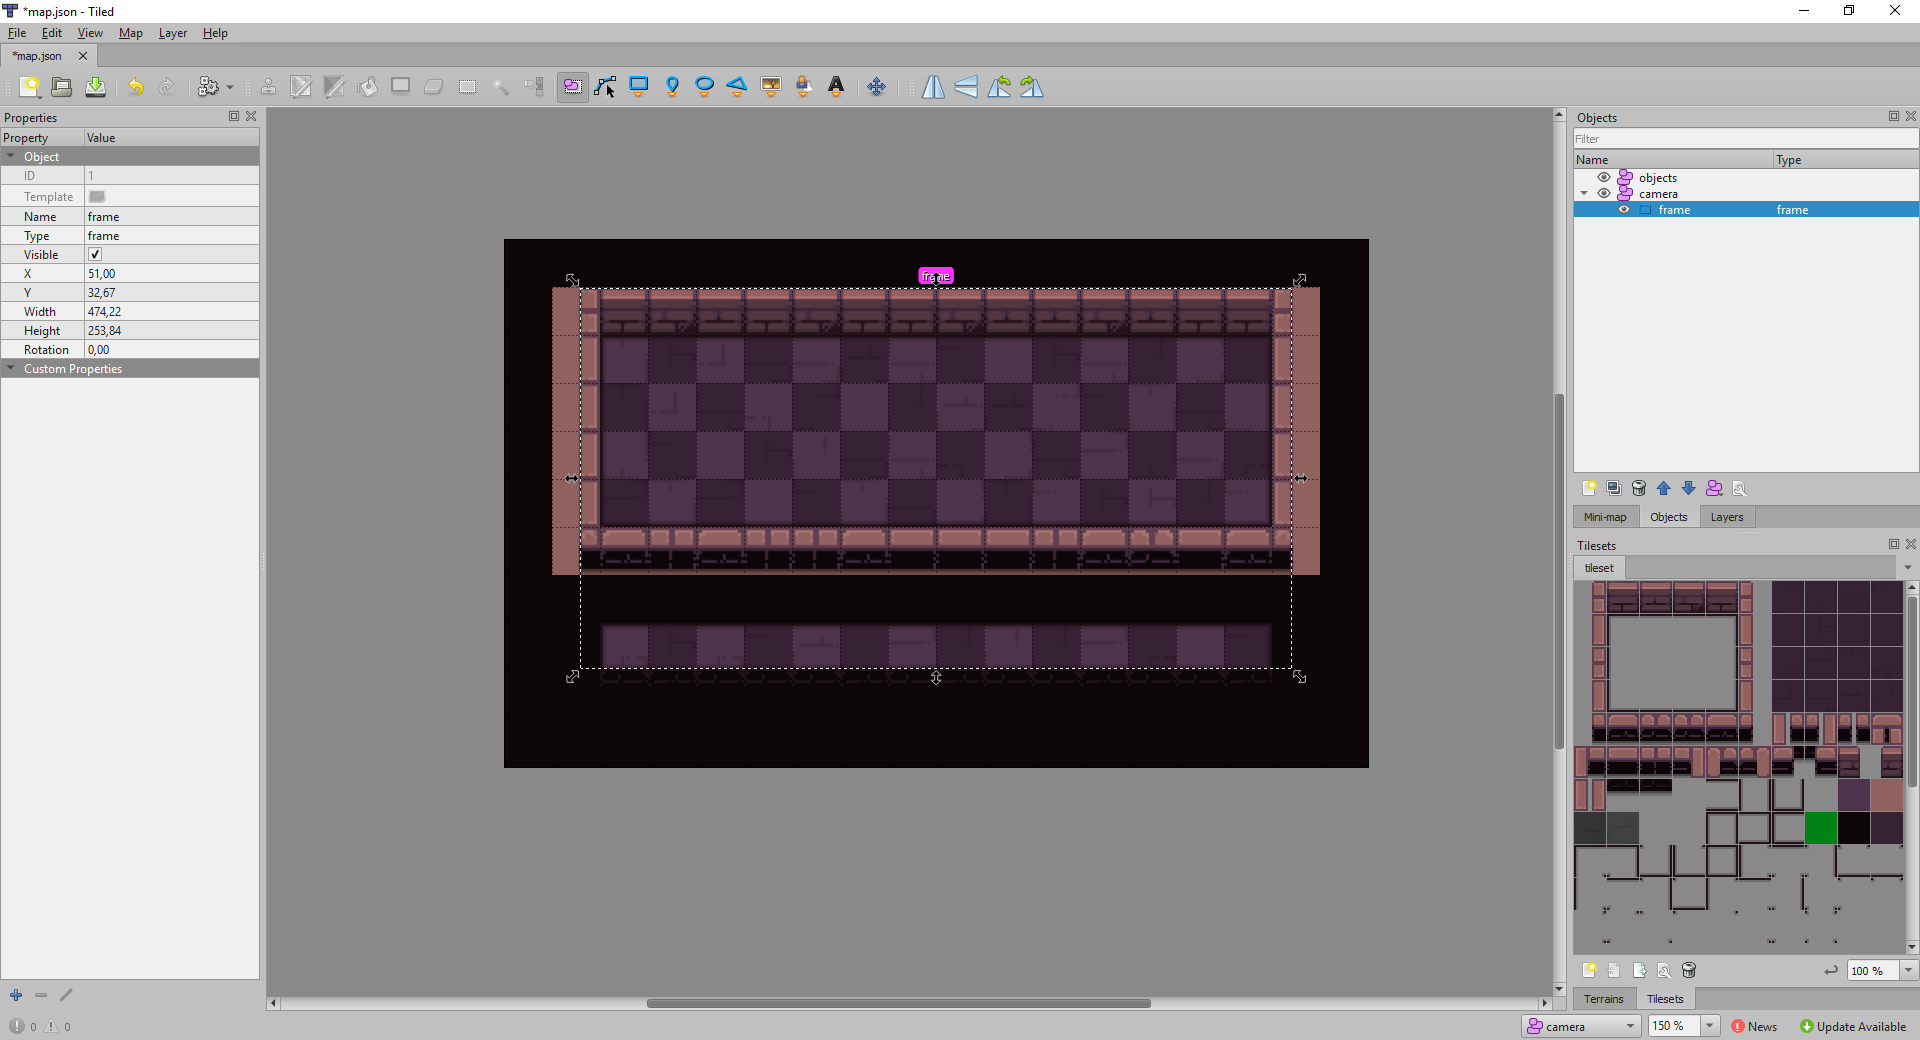 *map.json - Tiled
File Edit View Map Layer Help
*map.json
Properties
Property Value
Object
ID 1
Template
Name frame
Type frame
Visible
X 51,00
Y 32,67
Width 474,22
Height 253,84
Rotation 0,00
Custom Properties
0 0
frame
Objects
Filter
Name Type
objects
camera
frame frame
Mini-map Objects Layers
Tilesets
tileset
100 %
Terrains Tilesets
camera 150 % News Update Available